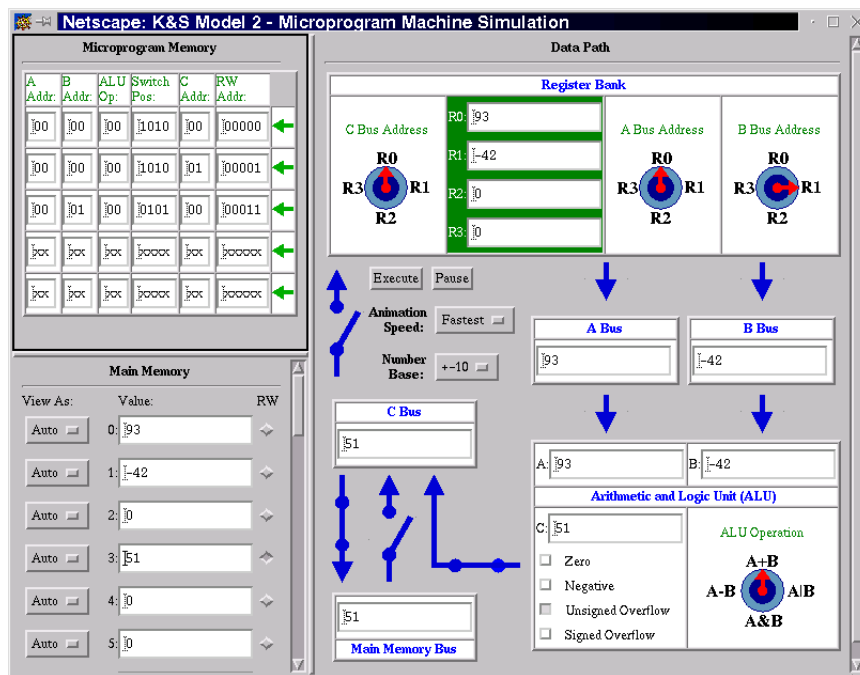 Netscape: K&S Model 2 - Microprogram Machine Simulation
Microprogram Memory
A Addr: B Addr: ALU Op: Switch Pos: C Addr: RW Addr:
00 00 00 1010 00 00000
00 00 00 1010 01 00001
00 01 00 0101 00 00011
xx xx xx xxxx xx xxxxx
xx xx xx xxxx xx xxxxx
Main Memory
View As: Value: RW
Auto 0: 93
Auto 1: -42
Auto 2: 0
Auto 3: 51
Auto 4: 0
Auto 5: 0
Data Path
Register Bank
C Bus Address
R0
R3 R1
R2
R0: 93
R1: -42
R2: 0
R3: 0
A Bus Address
R0
R3 R1
R2
B Bus Address
R0
R3 R1
R2
Execute Pause
Animation Speed: Fastest
Number Base: +-10
A Bus
93
B Bus
-42
C Bus
51
A: 93 B: -42
Arithmetic and Logic Unit (ALU)
C: 51
Zero
Negative
Unsigned Overflow
Signed Overflow
ALU Operation
A+B
A-B A|B
A&B
51
Main Memory Bus